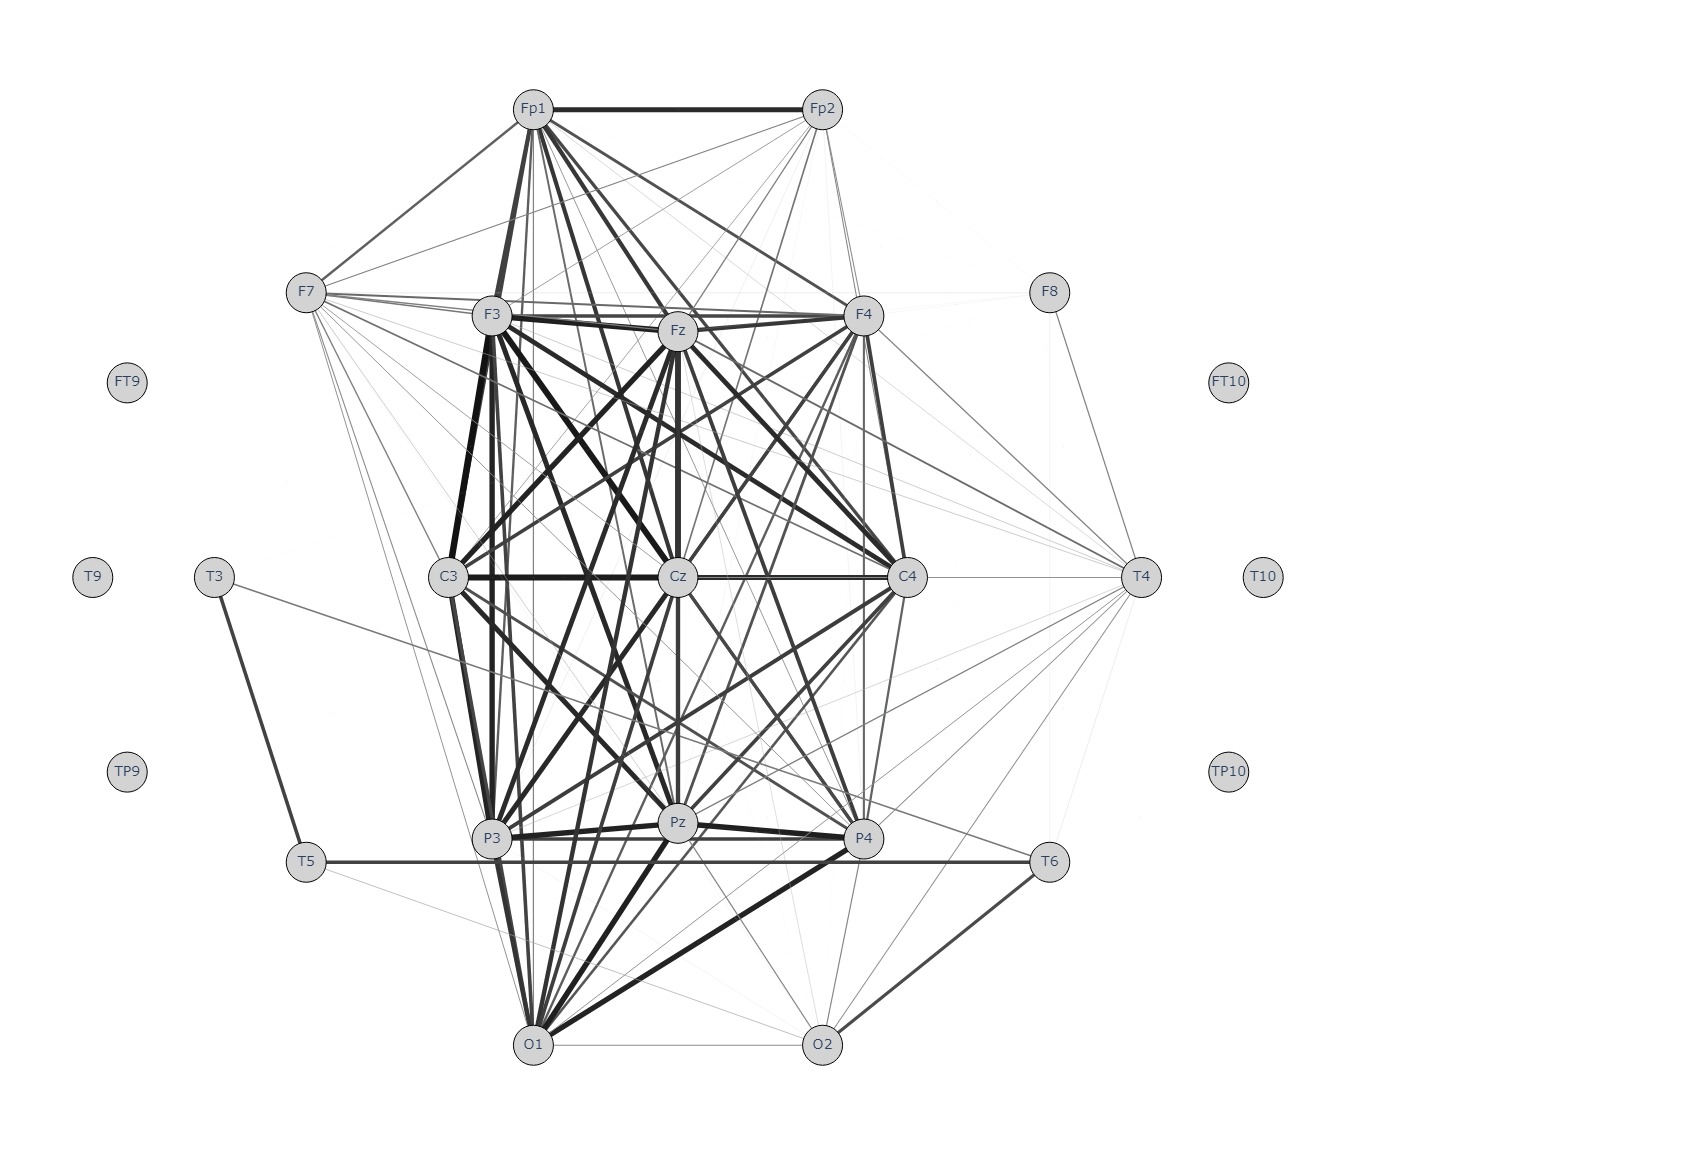 Fp1 Fp2
F7 F3 Fz F4 F8
FT9 FT10
T9 T3 C3 Cz C4 T4 T10
TP9 TP10
T5 P3 Pz P4 T6
O1 O2